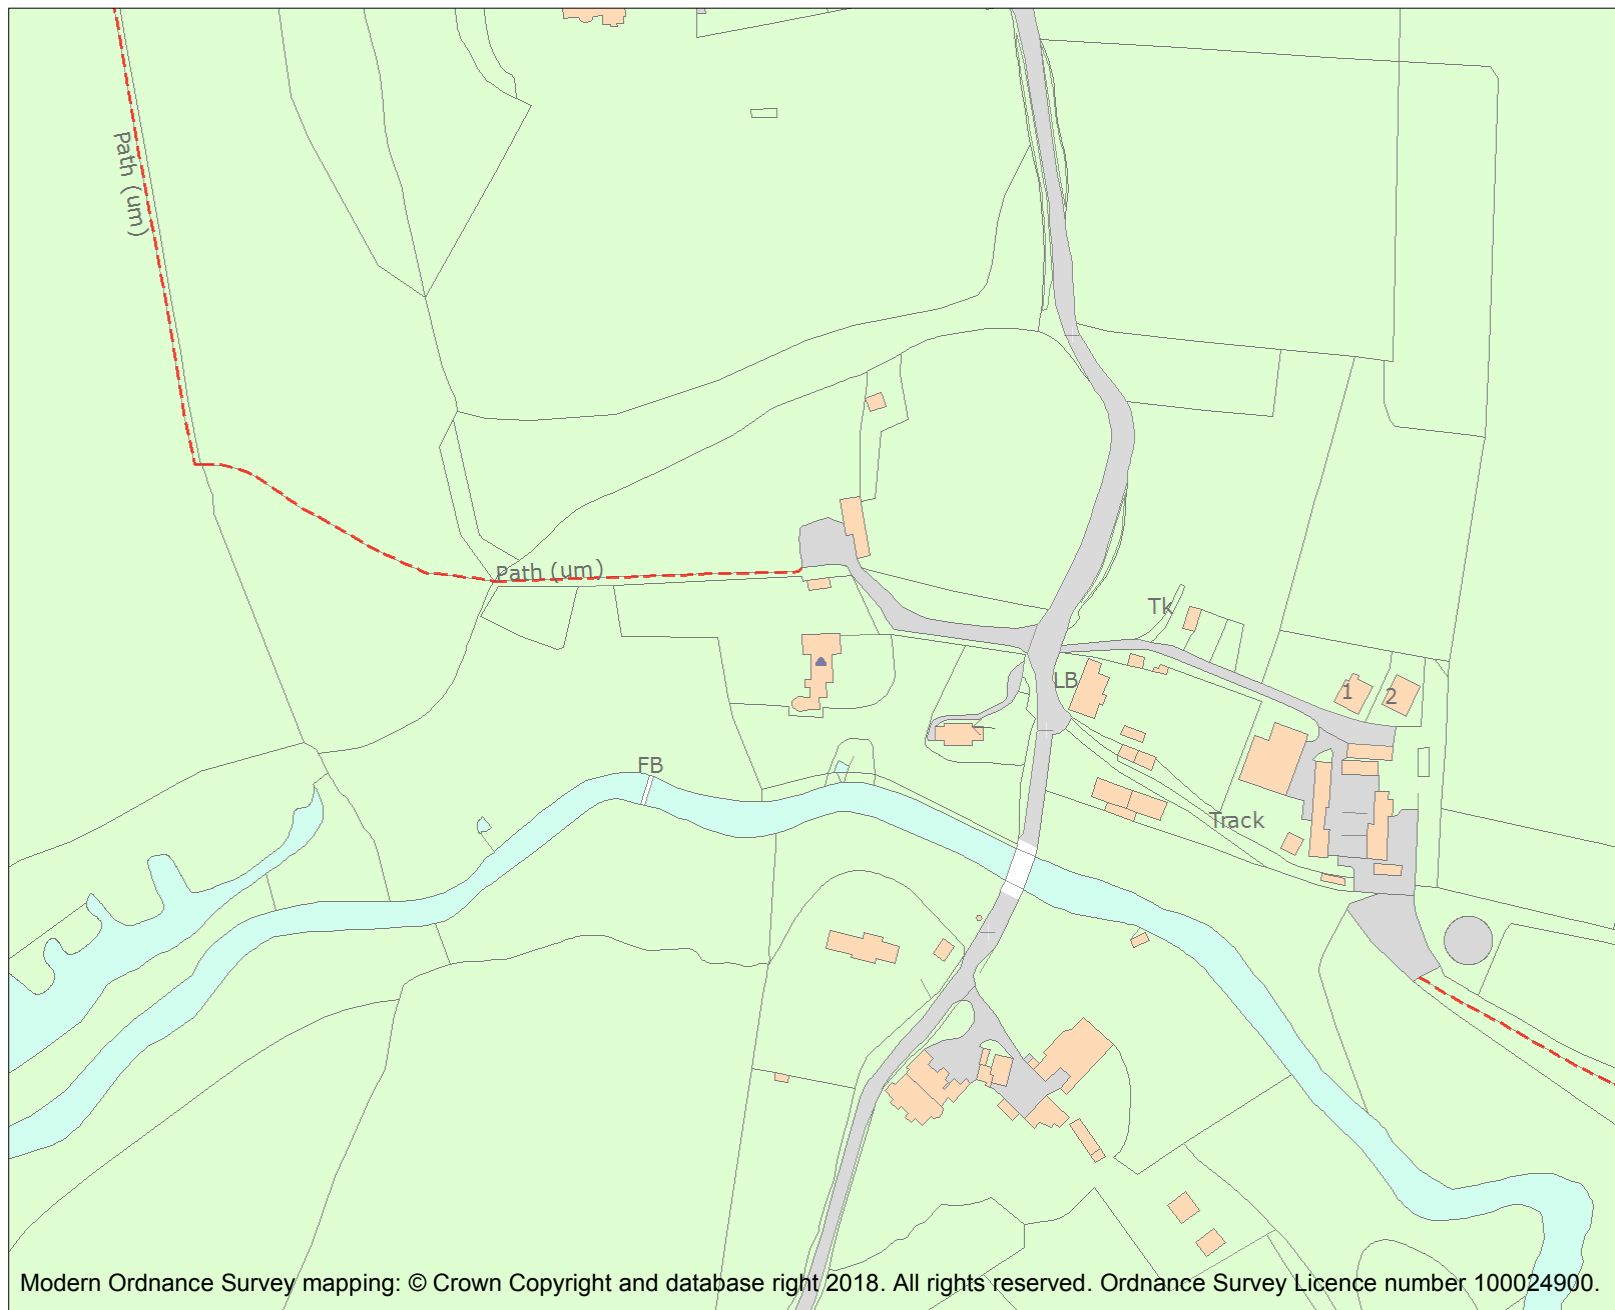 Path (um)
Path (um)
Tk
LB
1
2
FB
Track
Modern Ordnance Survey mapping: © Crown Copyright and database right 2018. All rights reserved. Ordnance Survey Licence number 100024900.